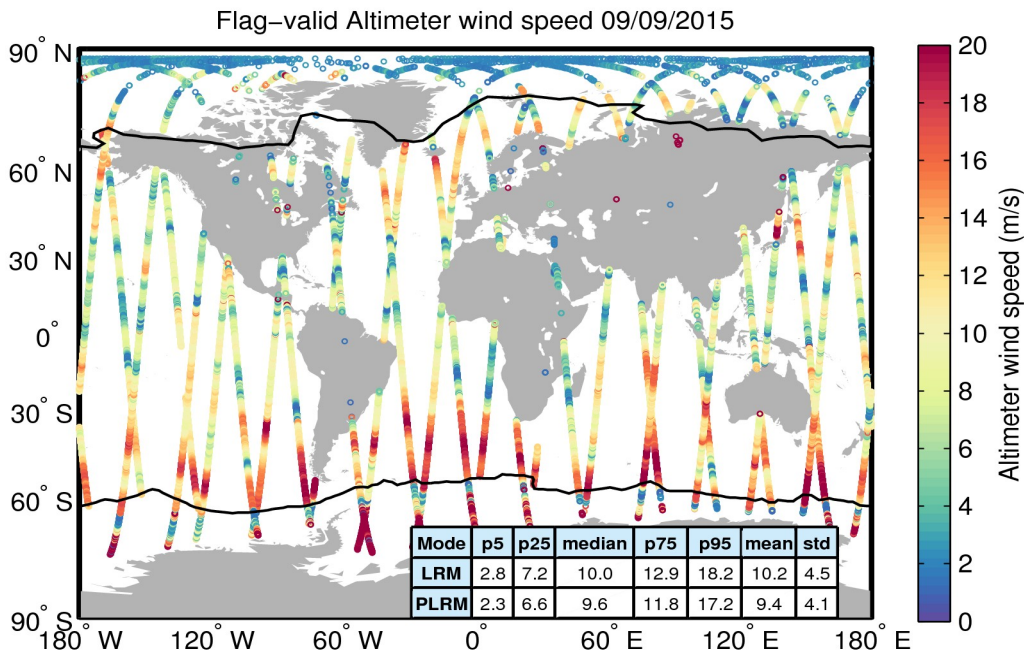 Flag−valid Altimeter wind speed 09/09/2015
90° N
60° N
30° N
0°
30° S
60° S
90° S
180° W
120° W
60° W
0°
60° E
120° E
180° E
Mode p5 p25 median p75 p95 mean std
LRM 2.8 7.2 10.0 12.9 18.2 10.2 4.5
PLRM 2.3 6.6 9.6 11.8 17.2 9.4 4.1
20
18
16
14
12
10
8
6
4
2
0
Altimeter wind speed (m/s)